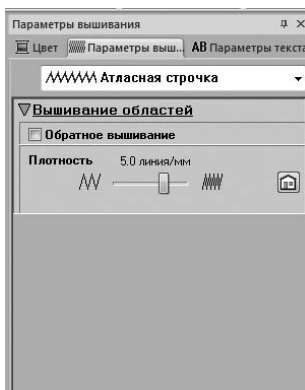 Параметры вышивания
Цвет Параметры выш... AB Параметры текста
Атласная строчка
Вышивание областей
Обратное вышивание
Плотность 5.0 линия/мм